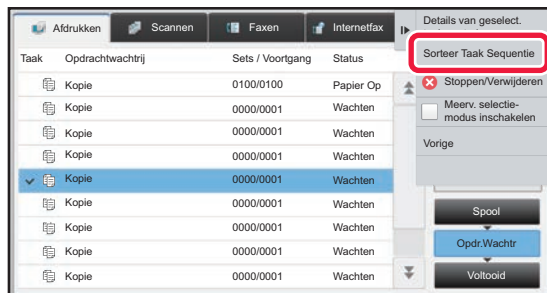 Afdrukken
Scannen
Faxen
Internetfax
Details van geselect.
Taak Opdrachtwachtrij Sets / Voortgang Status
Sorteer Taak Sequentie
Kopie 0100/0100 Papier Op
Stoppen/Verwijderen
Kopie 0000/0001 Wachten
Meerv. selectie-
modus inschakelen
Kopie 0000/0001 Wachten
Kopie 0000/0001 Wachten
Vorige
Kopie 0000/0001 Wachten
Kopie 0000/0001 Wachten
Spool
Kopie 0000/0001 Wachten
Kopie 0000/0001 Wachten
Opdr.Wachtr
Kopie 0000/0001 Wachten
Voltooid